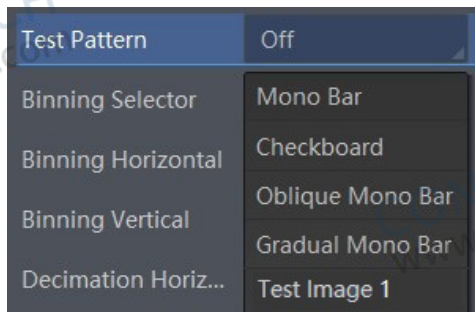 Test Pattern
Off
Binning Selector
Mono Bar
Binning Horizontal
Checkboard
Binning Vertical
Oblique Mono Bar
Gradual Mono Bar
Decimation Horiz...
Test Image 1